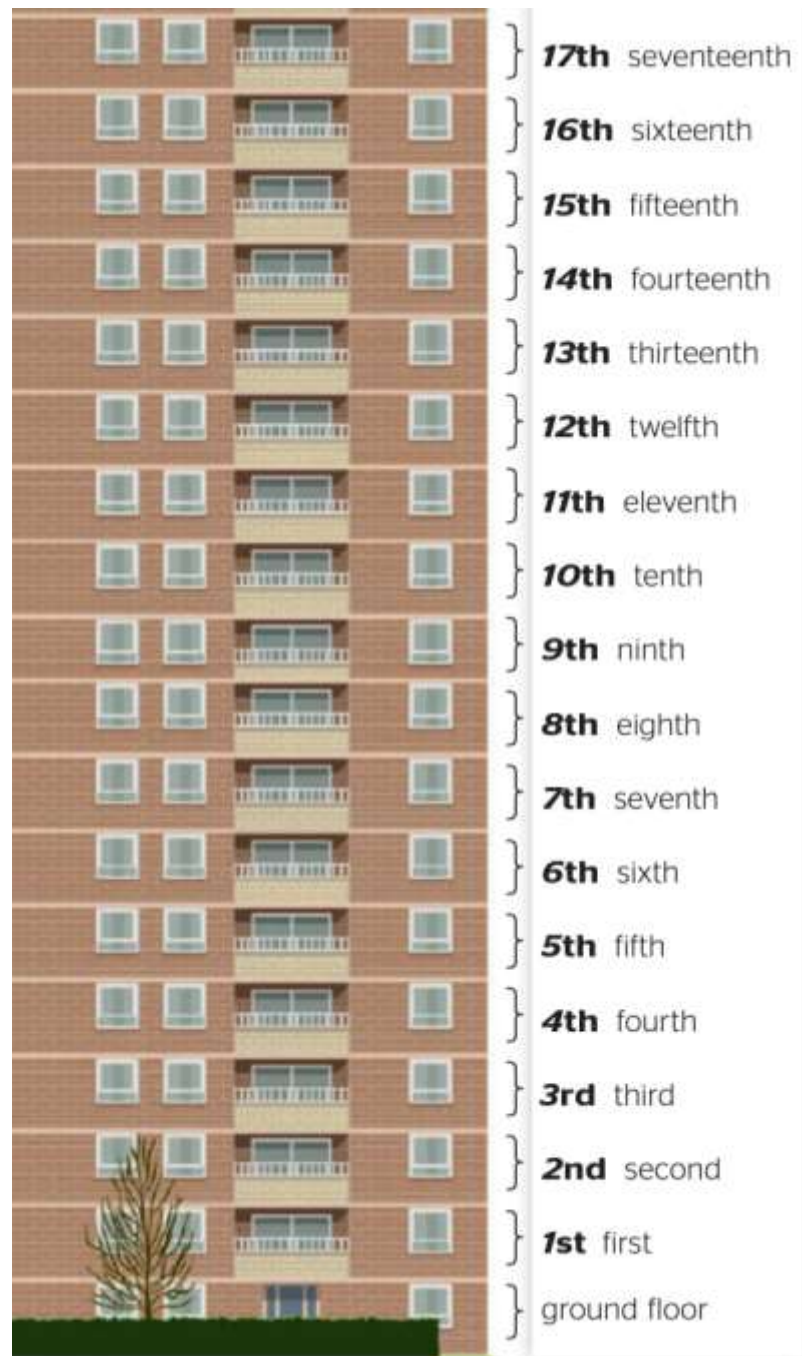 17th seventeenth
16th sixteenth
15th fifteenth
14th fourteenth
13th thirteenth
12th twelfth
11th eleventh
10th tenth
9th ninth
8th eighth
7th seventh
6th sixth
5th fifth
4th fourth
3rd third
2nd second
1st first
ground floor